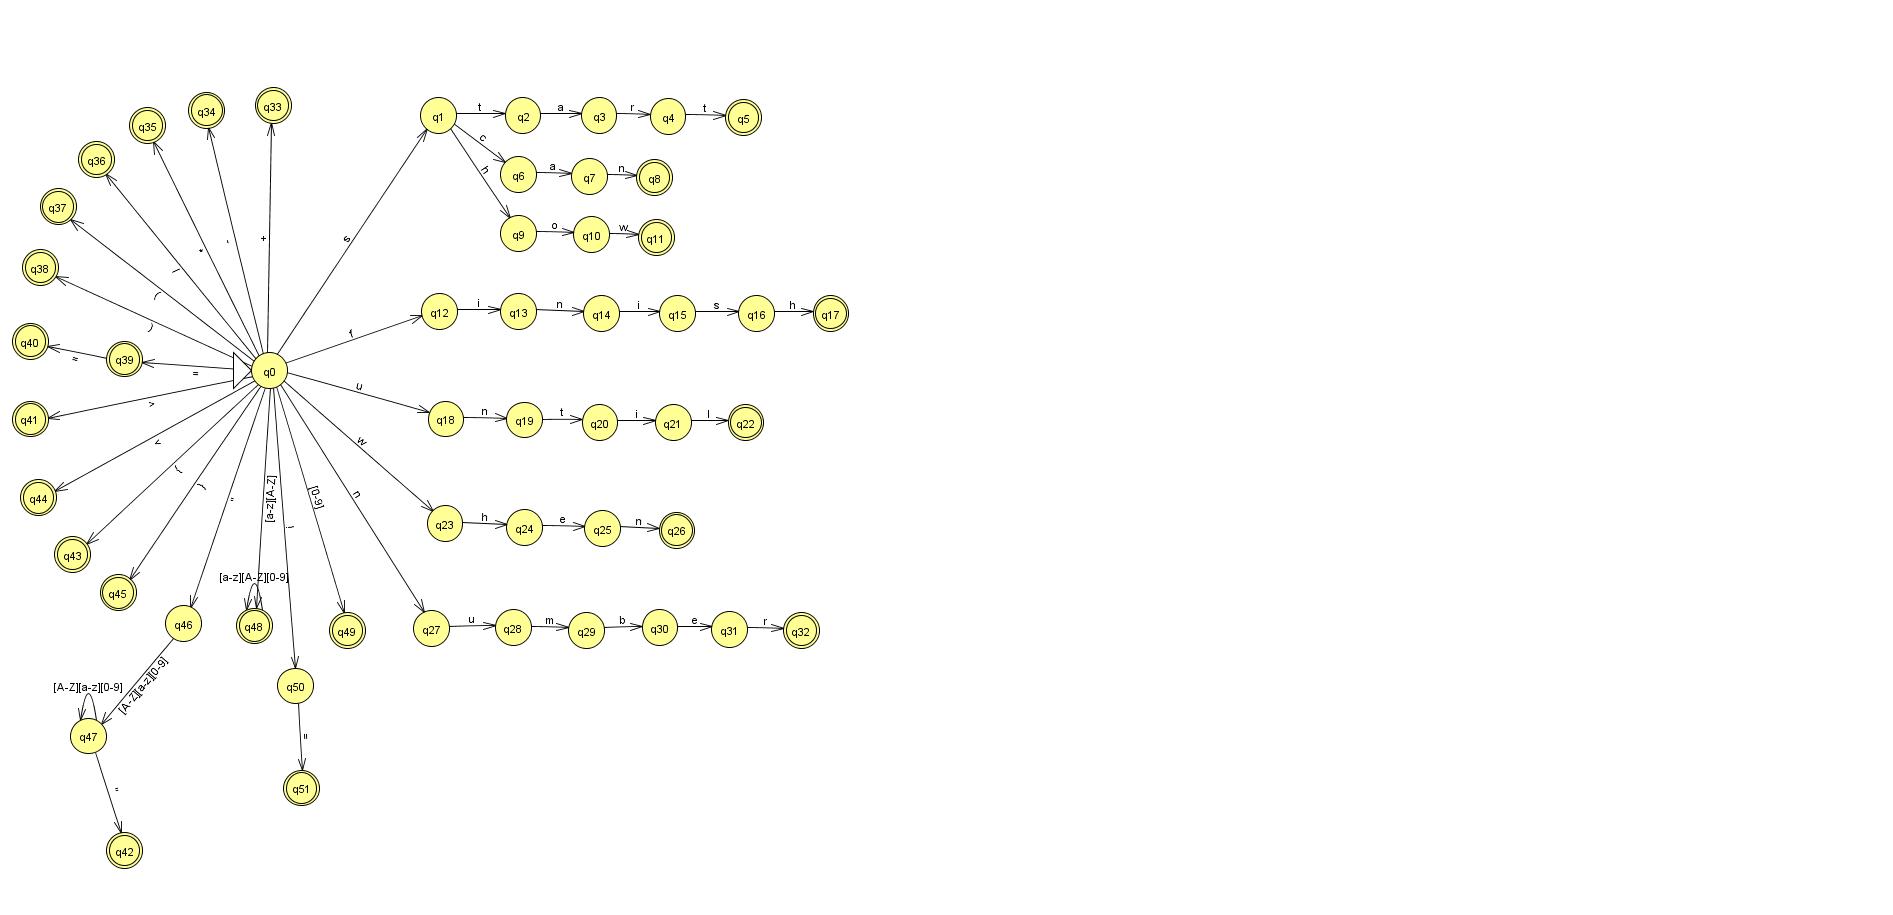 q33
q34
q35
q36
q37
q38
q40
q39
q41
q44
q43
q45
q46
q47
q42
q48
q49
q50
q51
q0
+
-
*
/
(
)
=
=
>
<
{
}
"
[a-z][A-Z]
!
[0-9]
[a-z][A-Z][0-9]
[A-Z][a-z][0-9]
[A-Z][a-z][0-9]
"
=
s
f
u
w
n
q1 t q2 a q3 r q4 t q5
c q6 a q7 n q8
h q9 o q10 w q11
q12 i q13 n q14 i q15 s q16 h q17
q18 n q19 t q20 i q21 l q22
q23 h q24 e q25 n q26
q27 u q28 m q29 b q30 e q31 r q32